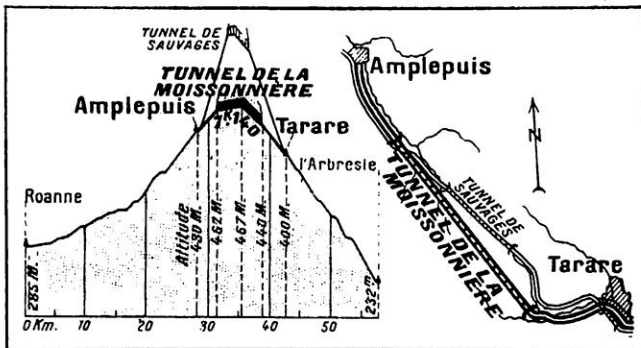 TUNNEL DE
SAUVAGES
TUNNEL DE LA
MOISSONNIÈRE
7K140
Amplepuis
Tarare
l'Arbresle
Roanne
Altitude
285 M.
430 M.
462 M.
467 M.
440 M.
400 M.
232 m
0 Km.
10
20
30
40
50
Amplepuis
N
TUNNEL DE
SAUVAGES
TUNNEL DE LA
MOISSONNIÈRE
Tarare